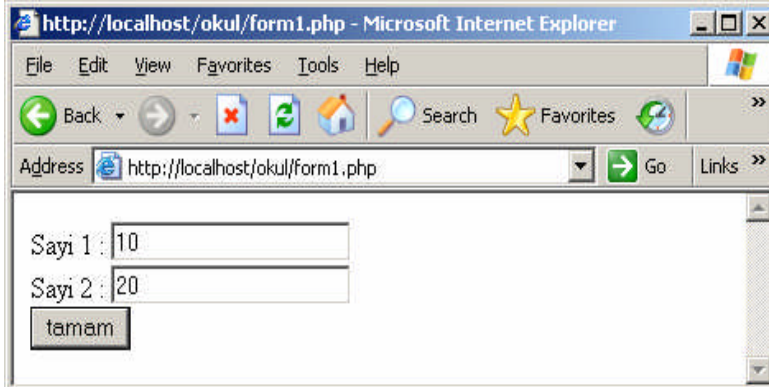 http://localhost/okul/form1.php - Microsoft Internet Explorer
File Edit View Favorites Tools Help
Back Search Favorites »
Address http://localhost/okul/form1.php Go Links »
Sayi 1 : 10
Sayi 2 : 20
tamam